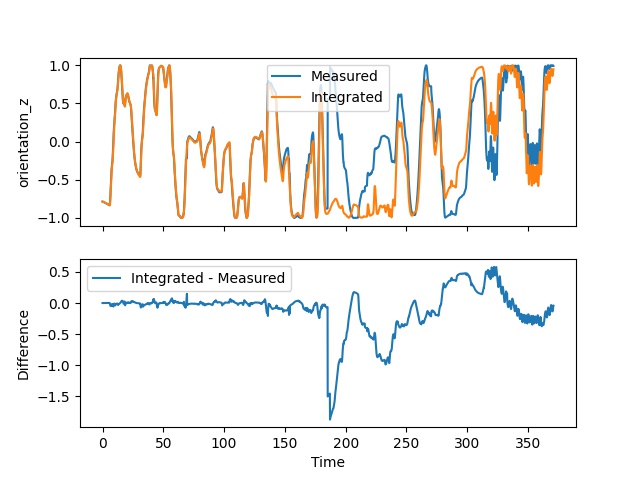 1.0
0.5
0.0
−0.5
−1.0
orientation_z
Measured
Integrated
0.5
0.0
−0.5
−1.0
−1.5
Difference
Integrated - Measured
0 50 100 150 200 250 300 350
Time